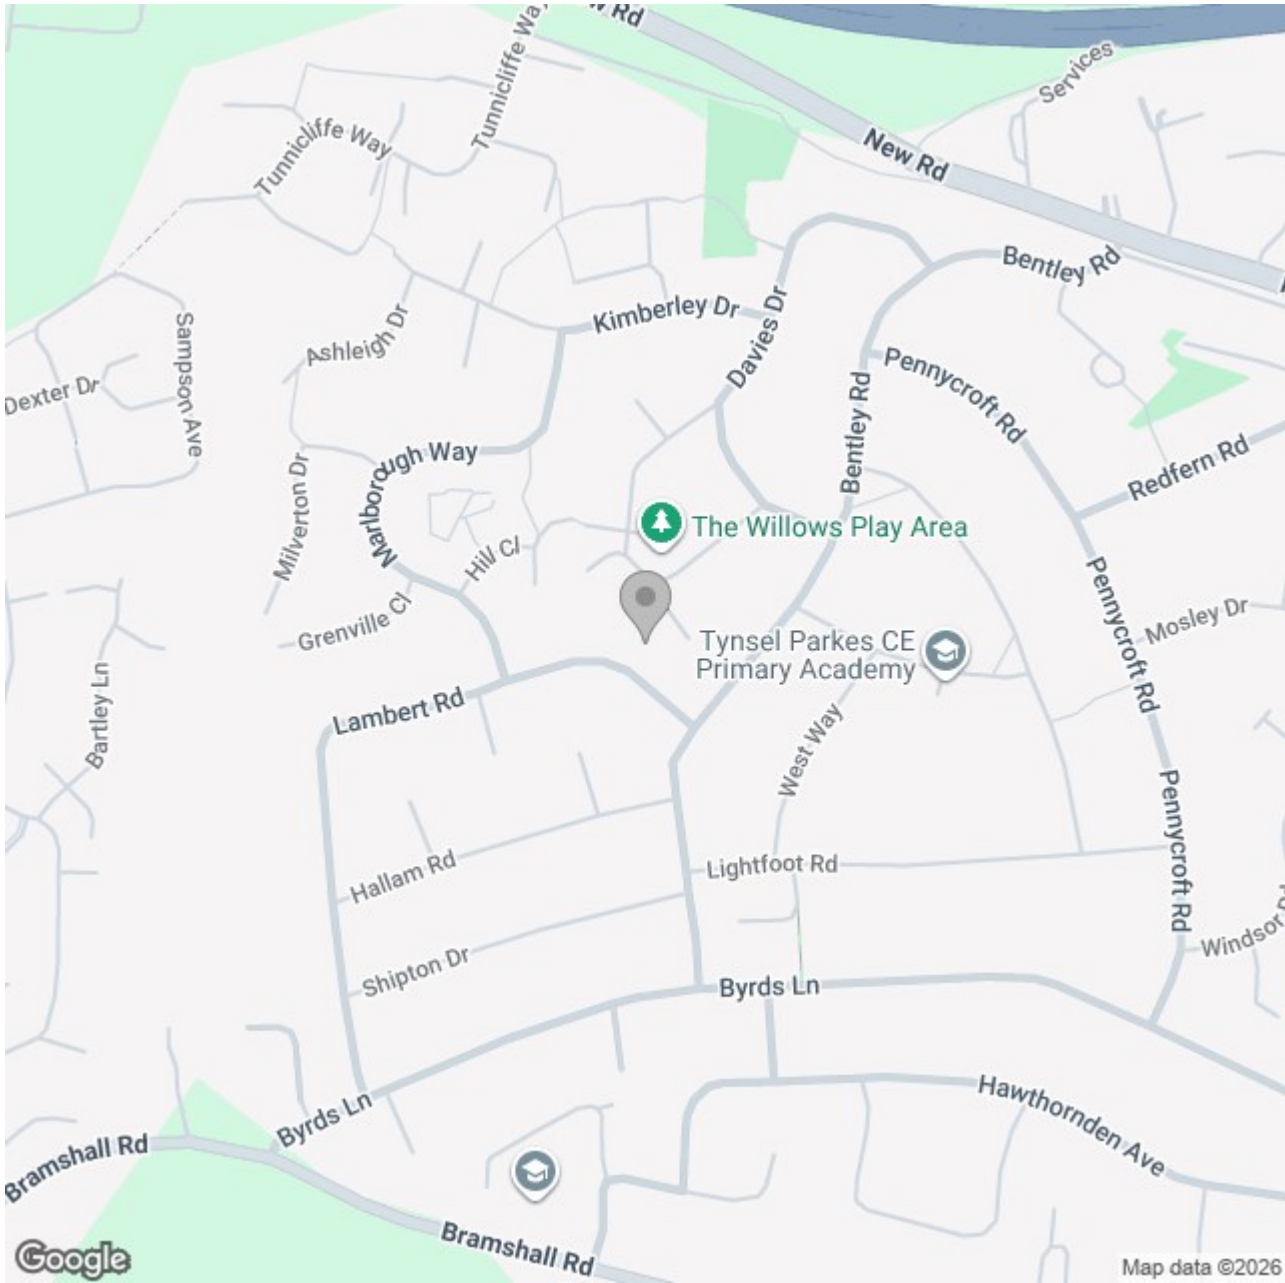 Rd
Tunnicliffe Way
Services
Tunnicliffe Way
New Rd
Bentley Rd
Kimberley Dr
Davies Dr
Sampson Ave
Ashleigh Dr
Dexter Dr
Pennycroft Rd
Bentley Rd
Redfern Rd
Marlborough Way
Milverton Dr
The Willows Play Area
Hill Cl
Grenville Cl
Pennycroft Rd
Mosley Dr
Tynsel Parkes CE
Primary Academy
Bartley Ln
Lambert Rd
West Way
Pennycroft Rd
Hallam Rd
Lightfoot Rd
Windsor
Shipton Dr
Byrds Ln
Hawthornden Ave
Byrds Ln
Bramshall Rd
Bramshall Rd
Google
Map data ©2026